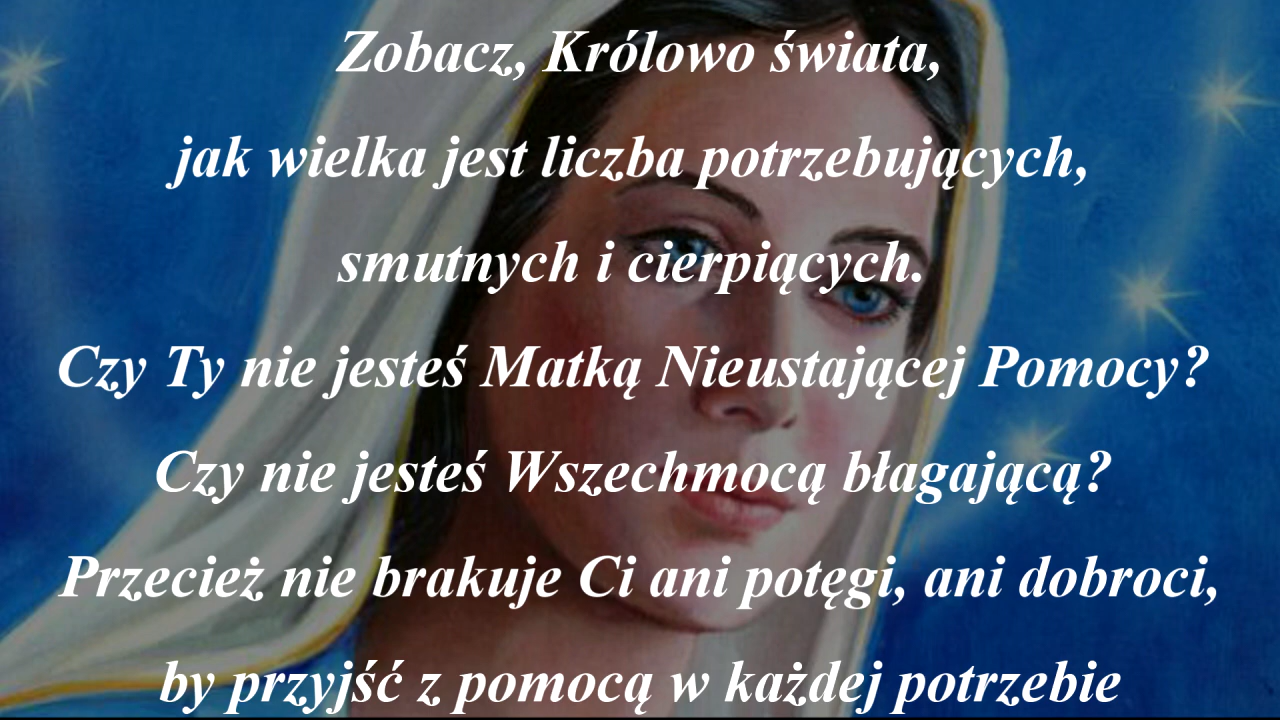 Zobacz, Królowo świata,
jak wielka jest liczba potrzebujących,
smutnych i cierpiących.
Czy Ty nie jesteś Matką Nieustającej Pomocy?
Czy nie jesteś Wszechmocą błagającą?
Przecież nie brakuje Ci ani potęgi, ani dobroci,
by przyjść z pomocą w każdej potrzebie